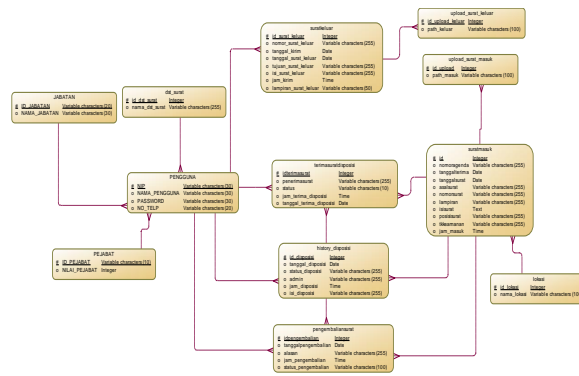 suratkeluar
# id_surat_keluar Integer
o nomor_surat_keluar Variable characters (255)
o tanggal_kirim Date
o tanggal_surat_keluar Date
o tujuan_surat_keluar Variable characters (255)
o isi_surat_keluar Variable characters (255)
o jam_kirim Time
o lampiran_surat_keluar Variable characters (50)
upload_surat_keluar
# id_upload_keluar Integer
o path_keluar Variable characters (100)
upload_surat_masuk
# id_upload Integer
o path_masuk Variable characters (100)
JABATAN
# ID_JABATAN Variable characters (20)
o NAMA_JABATAN Variable characters (30)
dsi_surat
# id_dsi_surat Integer
o nama_dsi_surat Variable characters (255)
PENGGUNA
# NIP Variable characters (30)
o NAMA_PENGGUNA Variable characters (30)
o PASSWORD Variable characters (30)
o NO_TELP Variable characters (20)
terimasuratdisposisi
# idterimasurat Integer
o penerimasurat Variable characters (255)
o status Variable characters (10)
o jam_terima_disposisi Time
o tanggal_terima_disposisi Date
suratmasuk
# id Integer
o nomoragenda Variable characters (255)
o tanggalterima Date
o tanggalsurat Date
o asalsurat Variable characters (255)
o nomorsurat Variable characters (255)
o lampiran Variable characters (255)
o isisurat Text
o posisisurat Variable characters (255)
o tkkeamanan Variable characters (255)
o jam_masuk Time
PEJABAT
# ID_PEJABAT Variable characters (10)
o NILAI_PEJABAT Integer
history_disposisi
# id_disposisi Integer
o tanggal_disposisi Date
o status_disposisi Variable characters (255)
o admin Variable characters (255)
o jam_disposisi Time
o isi_disposisi Variable characters (255)
lokasi
# id_lokasi Integer
o nama_lokasi Variable characters (100)
pengembaliansurat
# idpengembalian Integer
o tanggalpengembalian Date
o alasan Variable characters (255)
o jam_pengembalian Time
o status_pengembalian Variable characters (100)